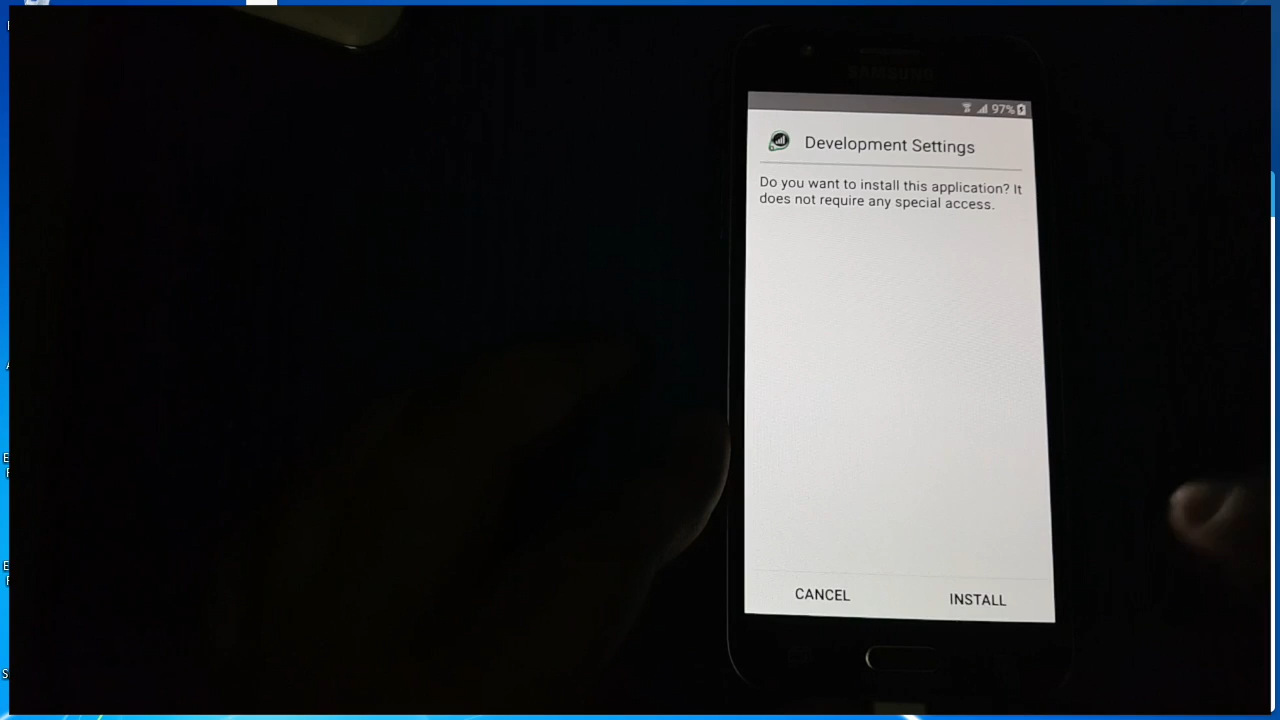 SAMSUNG
97%
Development Settings
Do you want to install this application? It
does not require any special access.
CANCEL
INSTALL